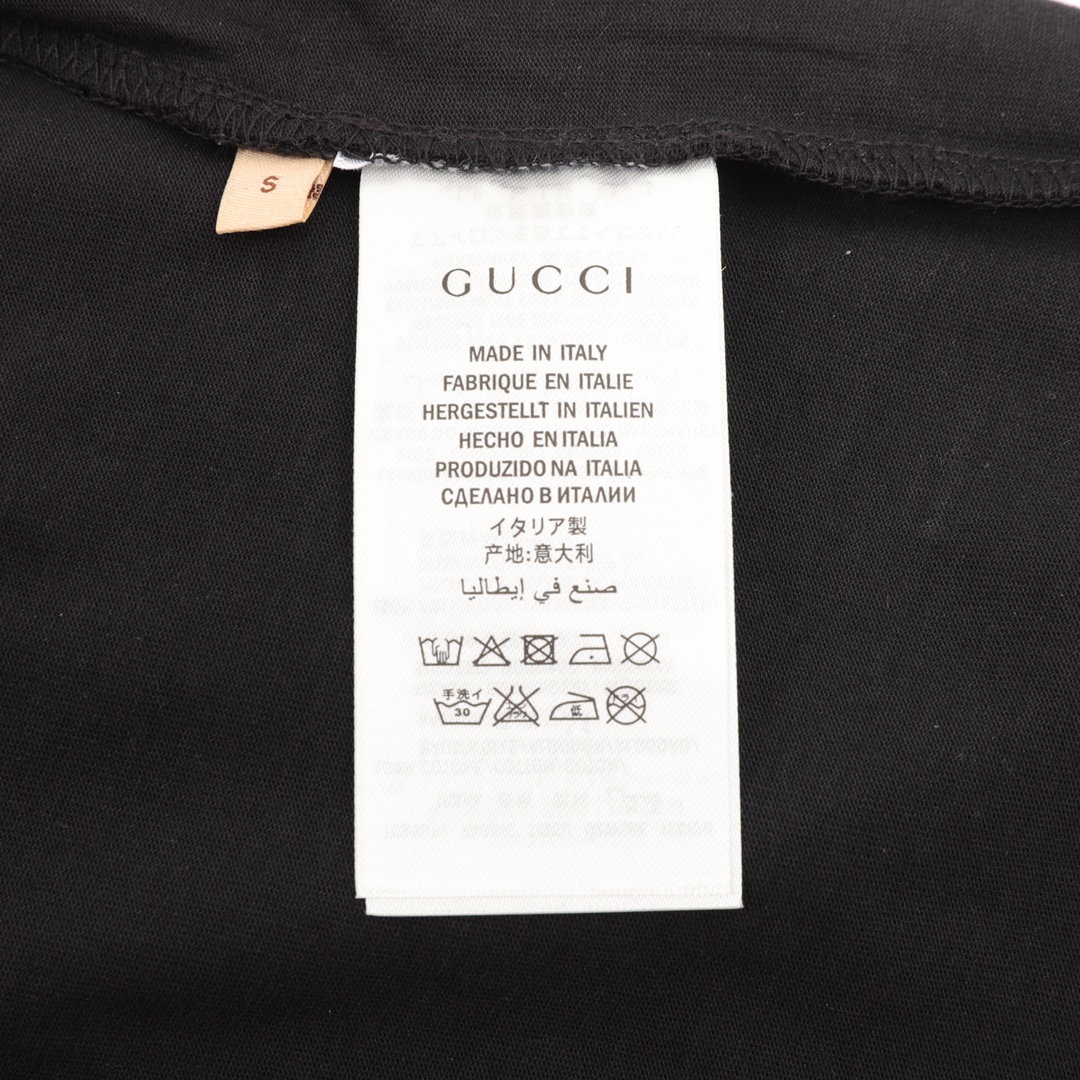 S
GUCCI
MADE IN ITALY
FABRIQUE EN ITALIE
HERGESTELLT IN ITALIEN
HECHO EN ITALIA
PRODUZIDO NA ITALIA
СДЕЛАНО В ИТАЛИИ
イタリア製
产地:意大利
صنع في إيطاليا
手洗イ
30
低